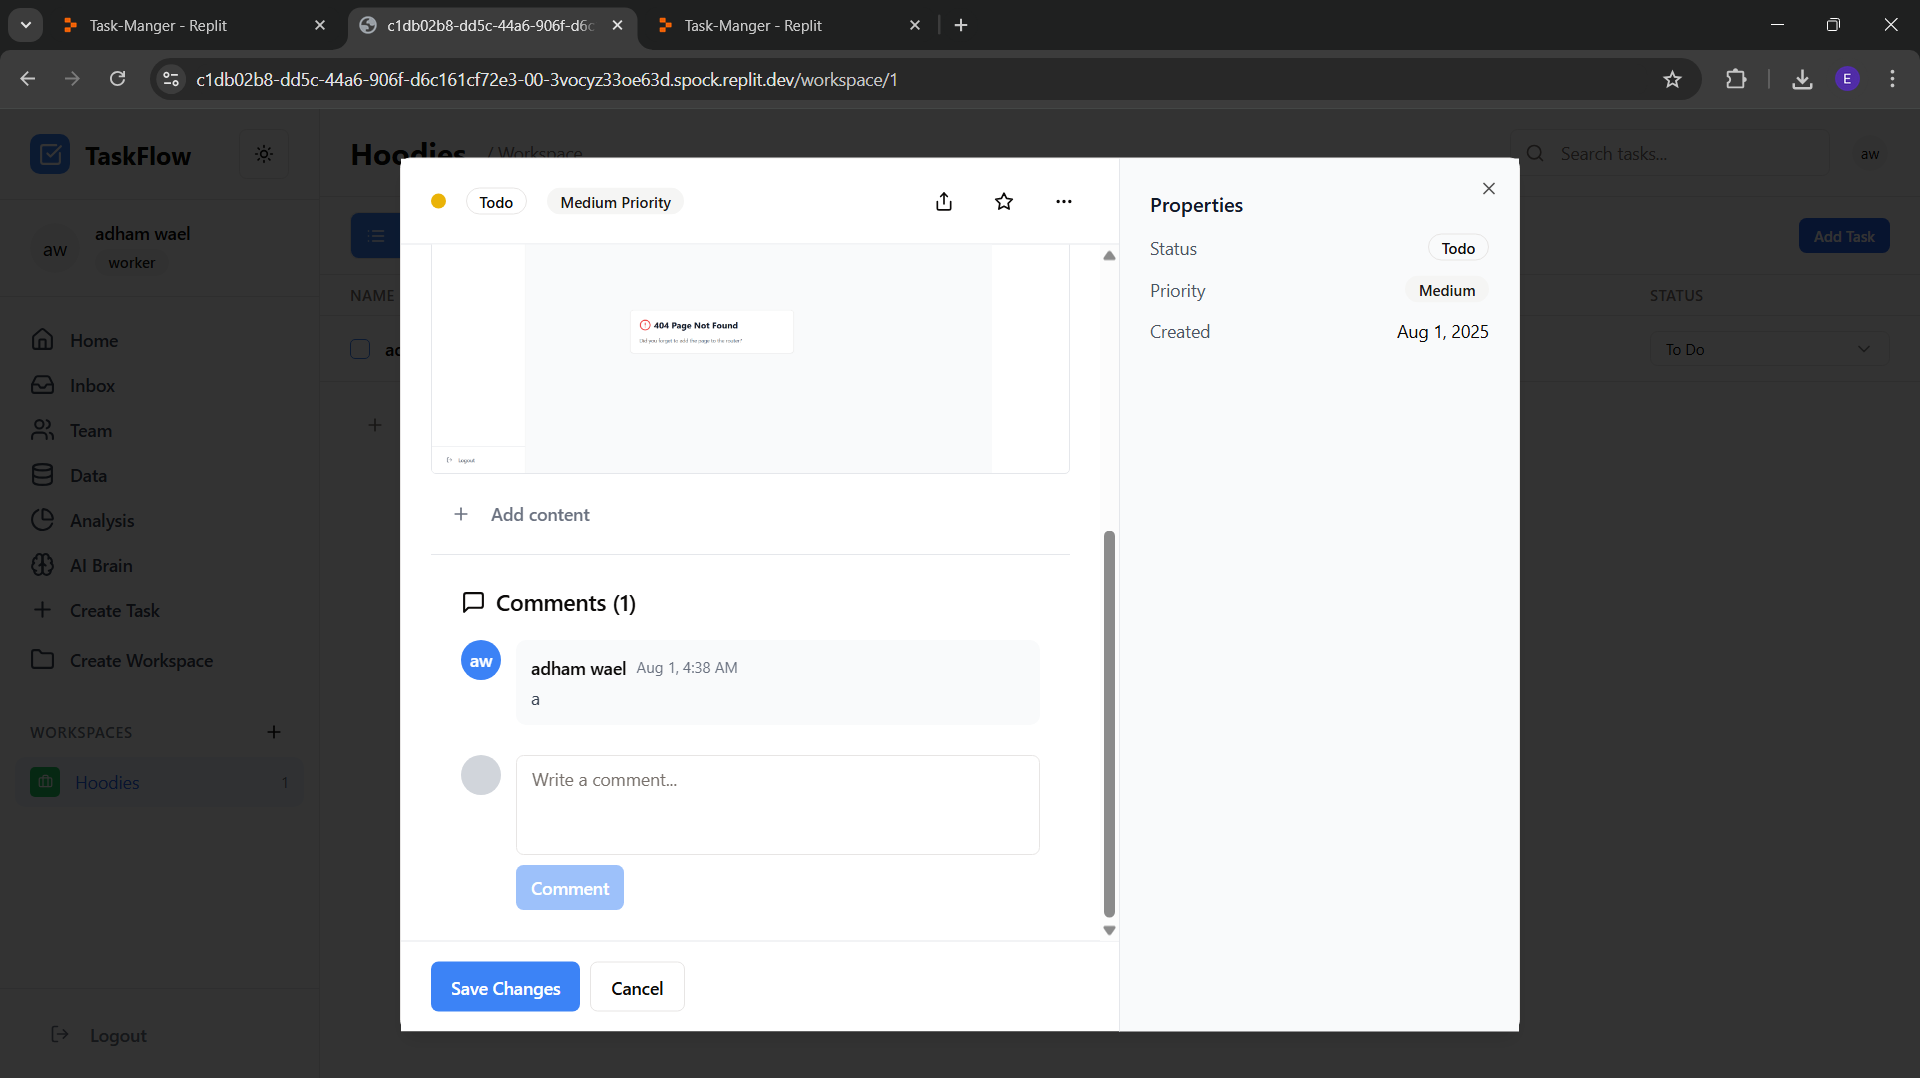 Task-Manger - Replit
c1db02b8-dd5c-44a6-906f-d6c
Task-Manger - Replit
c1db02b8-dd5c-44a6-906f-d6c161cf72e3-00-3vocyz33oe63d.spock.replit.dev/workspace/1
E
TaskFlow
Hoodies / Workspace
Search tasks...
aw
aw
adham wael
worker
Add Task
NAME
STATUS
ad
To Do
Home
Inbox
Team
Data
Analysis
AI Brain
Create Task
Create Workspace
WORKSPACES
Hoodies 1
Logout
Todo
Medium Priority
404 Page Not Found
Did you forget to add the page to the router?
Logout
Add content
Comments (1)
aw
adham wael Aug 1, 4:38 AM
a
Write a comment...
Comment
Save Changes
Cancel
Properties
Status Todo
Priority Medium
Created Aug 1, 2025